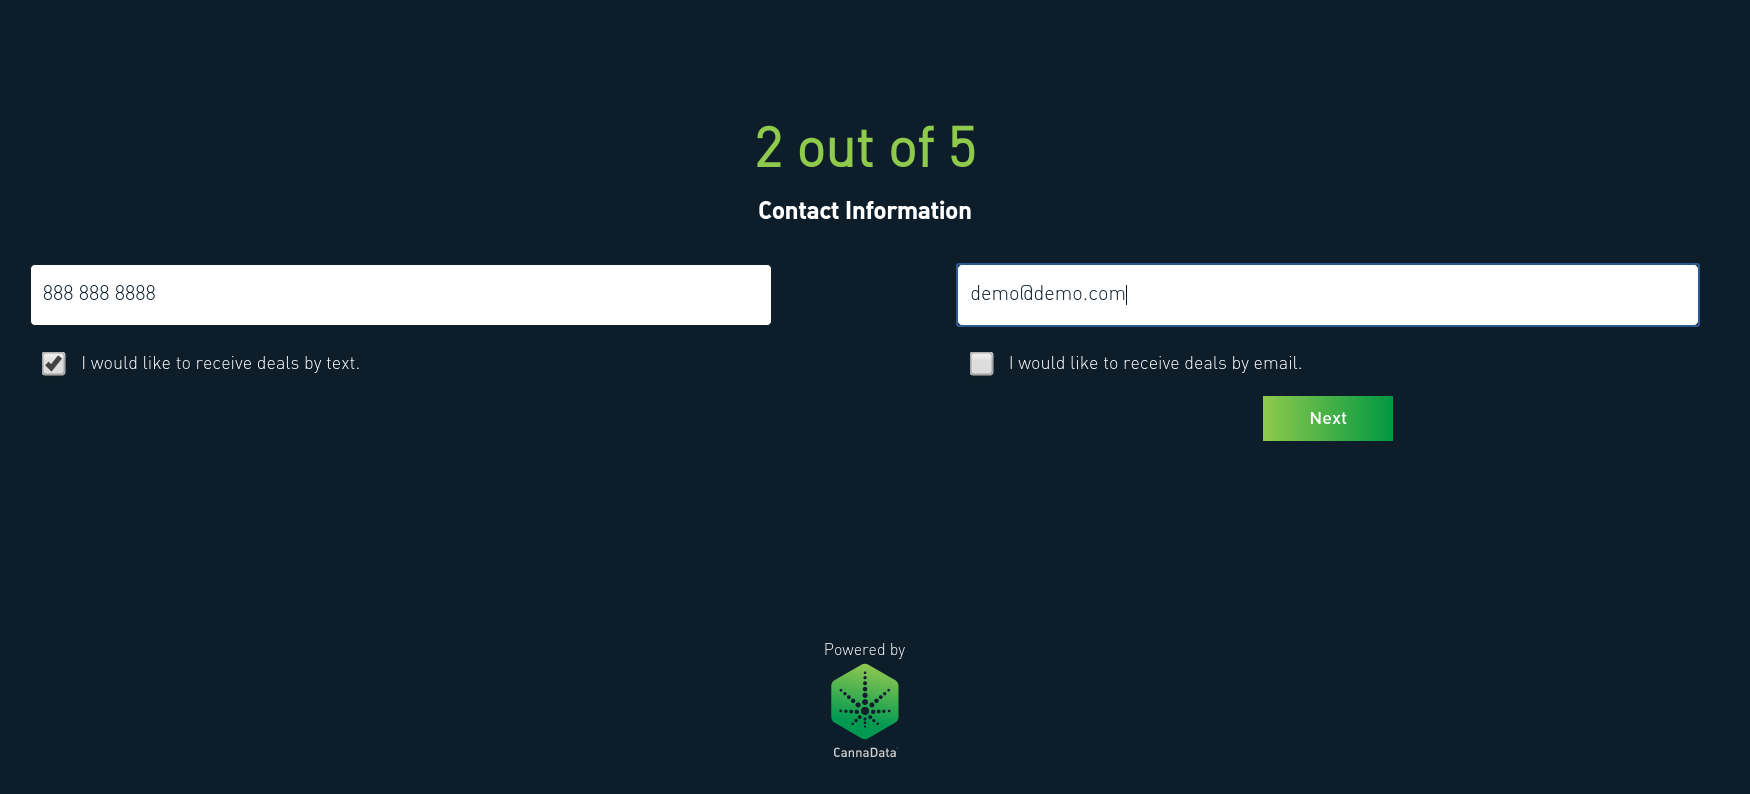 2 out of 5
Contact Information
888 888 8888
demo@demo.com
I would like to receive deals by text.
I would like to receive deals by email.
Next
Powered by
CannaData